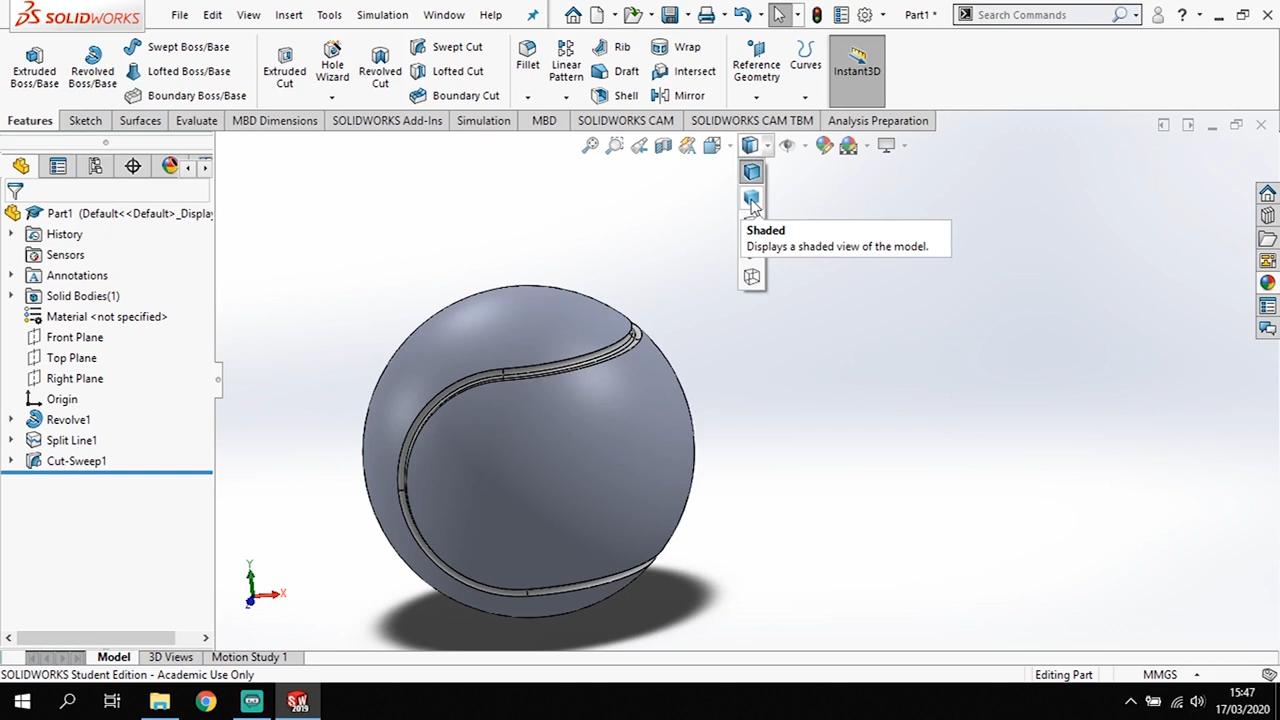 SOLIDWORKS
File
Edit
View
Insert
Tools
Simulation
Window
Help
Part1 *
Search Commands
?
Extruded Boss/Base
Revolved Boss/Base
Swept Boss/Base
Lofted Boss/Base
Boundary Boss/Base
Extruded Cut
Hole Wizard
Revolved Cut
Swept Cut
Lofted Cut
Boundary Cut
Fillet
Linear Pattern
Rib
Draft
Shell
Wrap
Intersect
Mirror
Reference Geometry
Curves
Instant3D
Features
Sketch
Surfaces
Evaluate
MBD Dimensions
SOLIDWORKS Add-Ins
Simulation
MBD
SOLIDWORKS CAM
SOLIDWORKS CAM TBM
Analysis Preparation
Part1 (Default<<Default>_Display
History
Sensors
Annotations
Solid Bodies(1)
Material <not specified>
Front Plane
Top Plane
Right Plane
Origin
Revolve1
Split Line1
Cut-Sweep1
Shaded
Displays a shaded view of the model.
Y
X
Z
Model
3D Views
Motion Study 1
SOLIDWORKS Student Edition - Academic Use Only
Editing Part
MMGS
SW
2019
15:47
17/03/2020